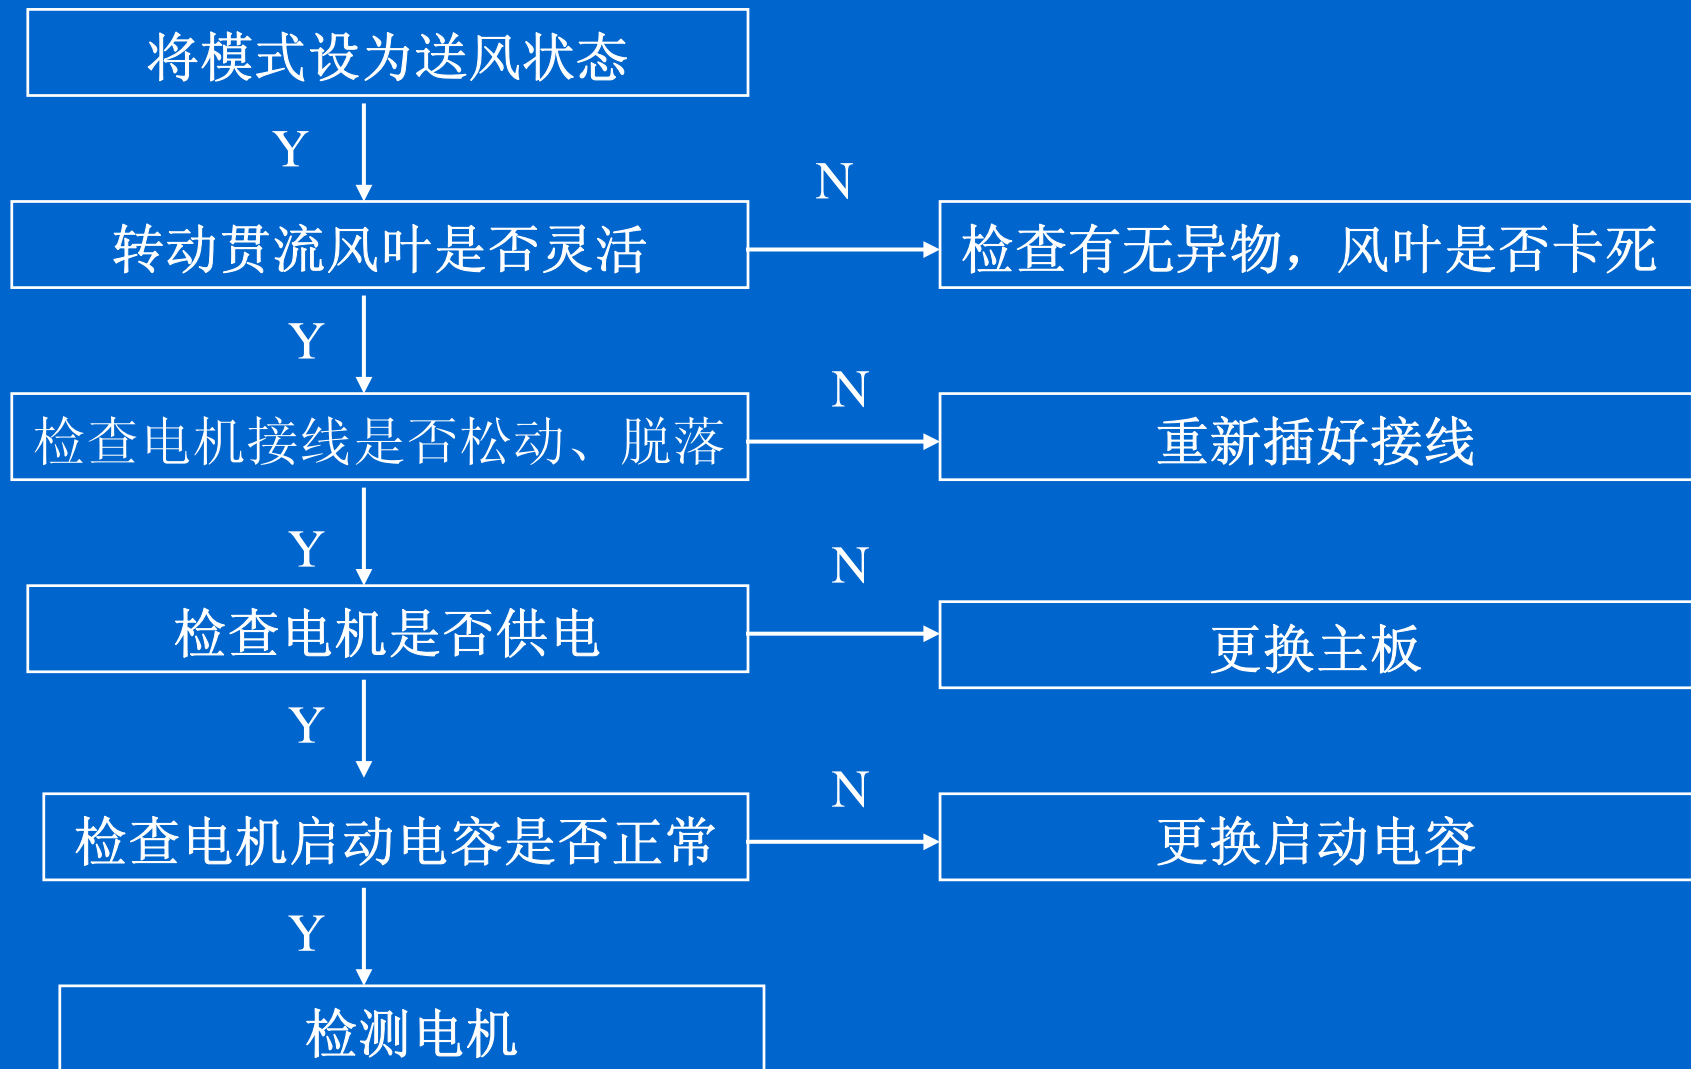 将模式设为送风状态
Y
N
转动贯流风叶是否灵活
检查有无异物，风叶是否卡死
Y
N
检查电机接线是否松动、脱落
重新插好接线
Y
N
检查电机是否供电
更换主板
Y
N
检查电机启动电容是否正常
更换启动电容
Y
检测电机